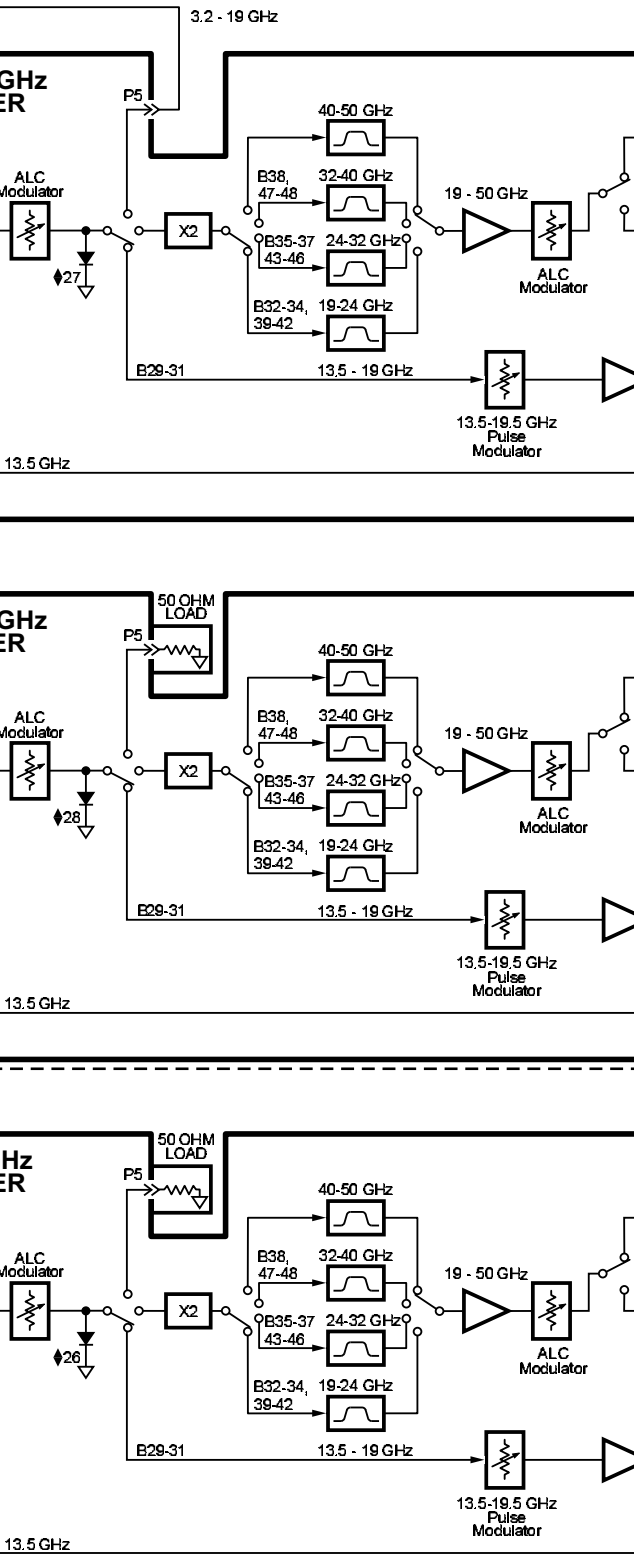 3.2 - 19 GHz
GHz
ER
P5
40-50 GHz
ALC
Modulator
B38,
47-48
32-40 GHz
19 - 50 GHz
X2
B35-37
43-46
24-32 GHz
27
ALC
Modulator
B32-34,
39-42
19-24 GHz
B29-31
13.5 - 19 GHz
13.5-19.5 GHz
Pulse
Modulator
13.5 GHz
50 OHM
LOAD
GHz
ER
P5
40-50 GHz
ALC
Modulator
B38,
47-48
32-40 GHz
19 - 50 GHz
X2
B35-37
43-46
24-32 GHz
28
ALC
Modulator
B32-34,
39-42
19-24 GHz
B29-31
13.5 - 19 GHz
13.5-19.5 GHz
Pulse
Modulator
13.5 GHz
50 OHM
LOAD
Hz
ER
P5
40-50 GHz
ALC
Modulator
B38,
47-48
32-40 GHz
19 - 50 GHz
X2
B35-37
43-46
24-32 GHz
26
ALC
Modulator
B32-34,
39-42
19-24 GHz
B29-31
13.5 - 19 GHz
13.5-19.5 GHz
Pulse
Modulator
13.5 GHz